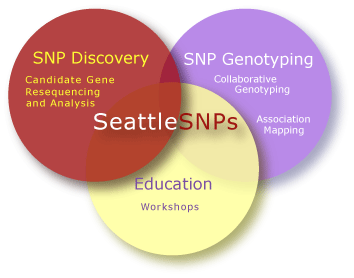 SNP Discovery
Candidate Gene
Resequencing
and Analysis
SNP Genotyping
Collaborative
Genotyping
Association
Mapping
SeattleSNPs
Education
Workshops